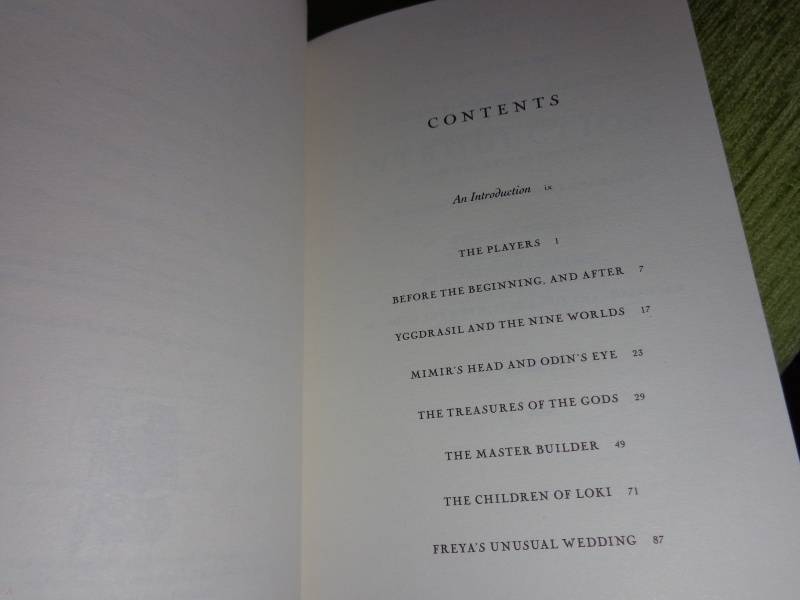 CONTENTS
An Introduction ix
THE PLAYERS 1
BEFORE THE BEGINNING, AND AFTER 7
YGGDRASIL AND THE NINE WORLDS 17
MIMIR'S HEAD AND ODIN'S EYE 23
THE TREASURES OF THE GODS 29
THE MASTER BUILDER 49
THE CHILDREN OF LOKI 71
FREYA'S UNUSUAL WEDDING 87